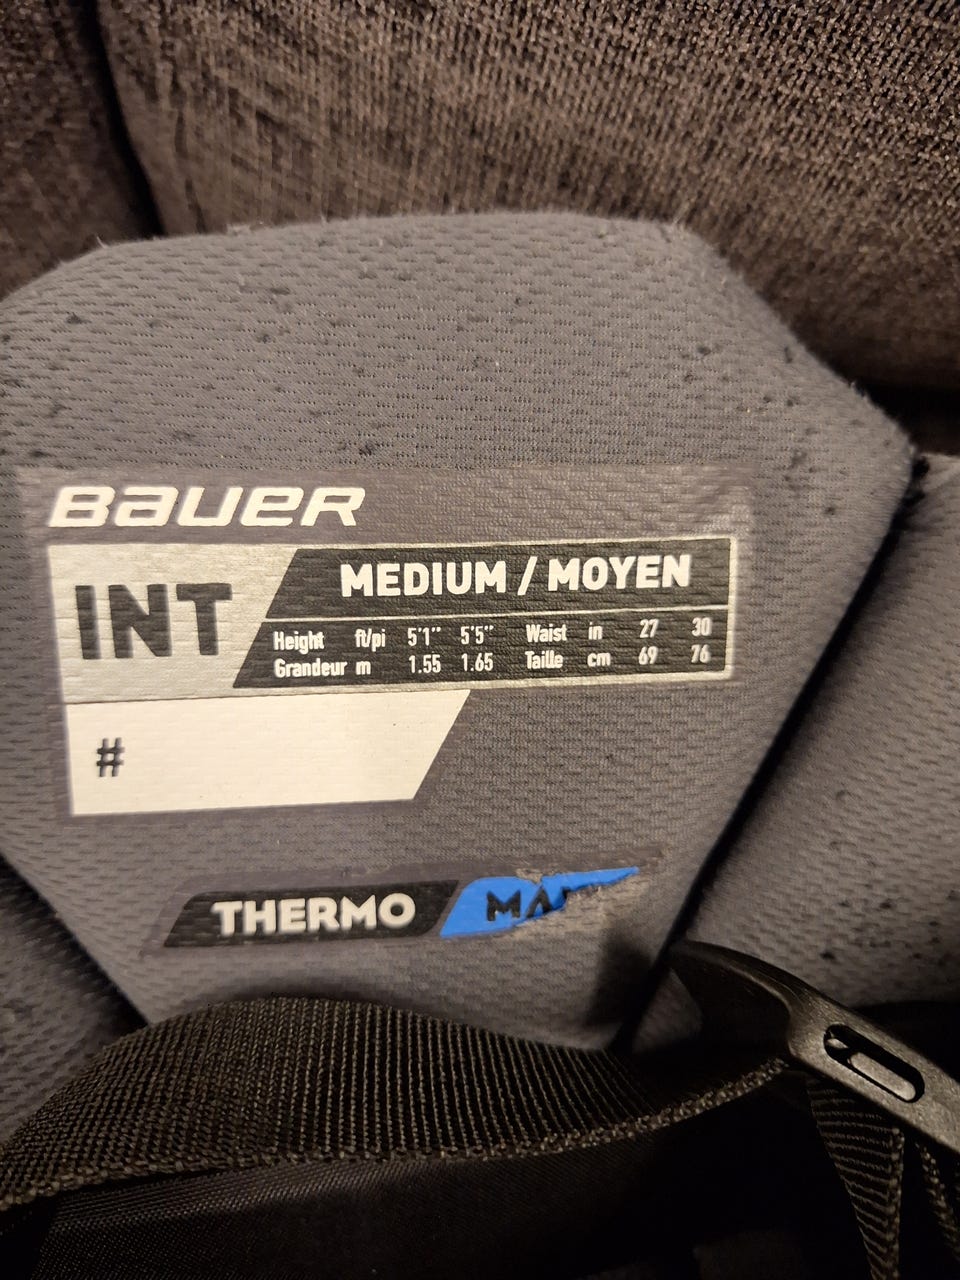 BAUER
INT
MEDIUM / MOYEN
Height ft/pi 5'1" 5'5" Waist in 27 30
Grandeur m 1.55 1.65 Taille cm 69 76
#
THERMO